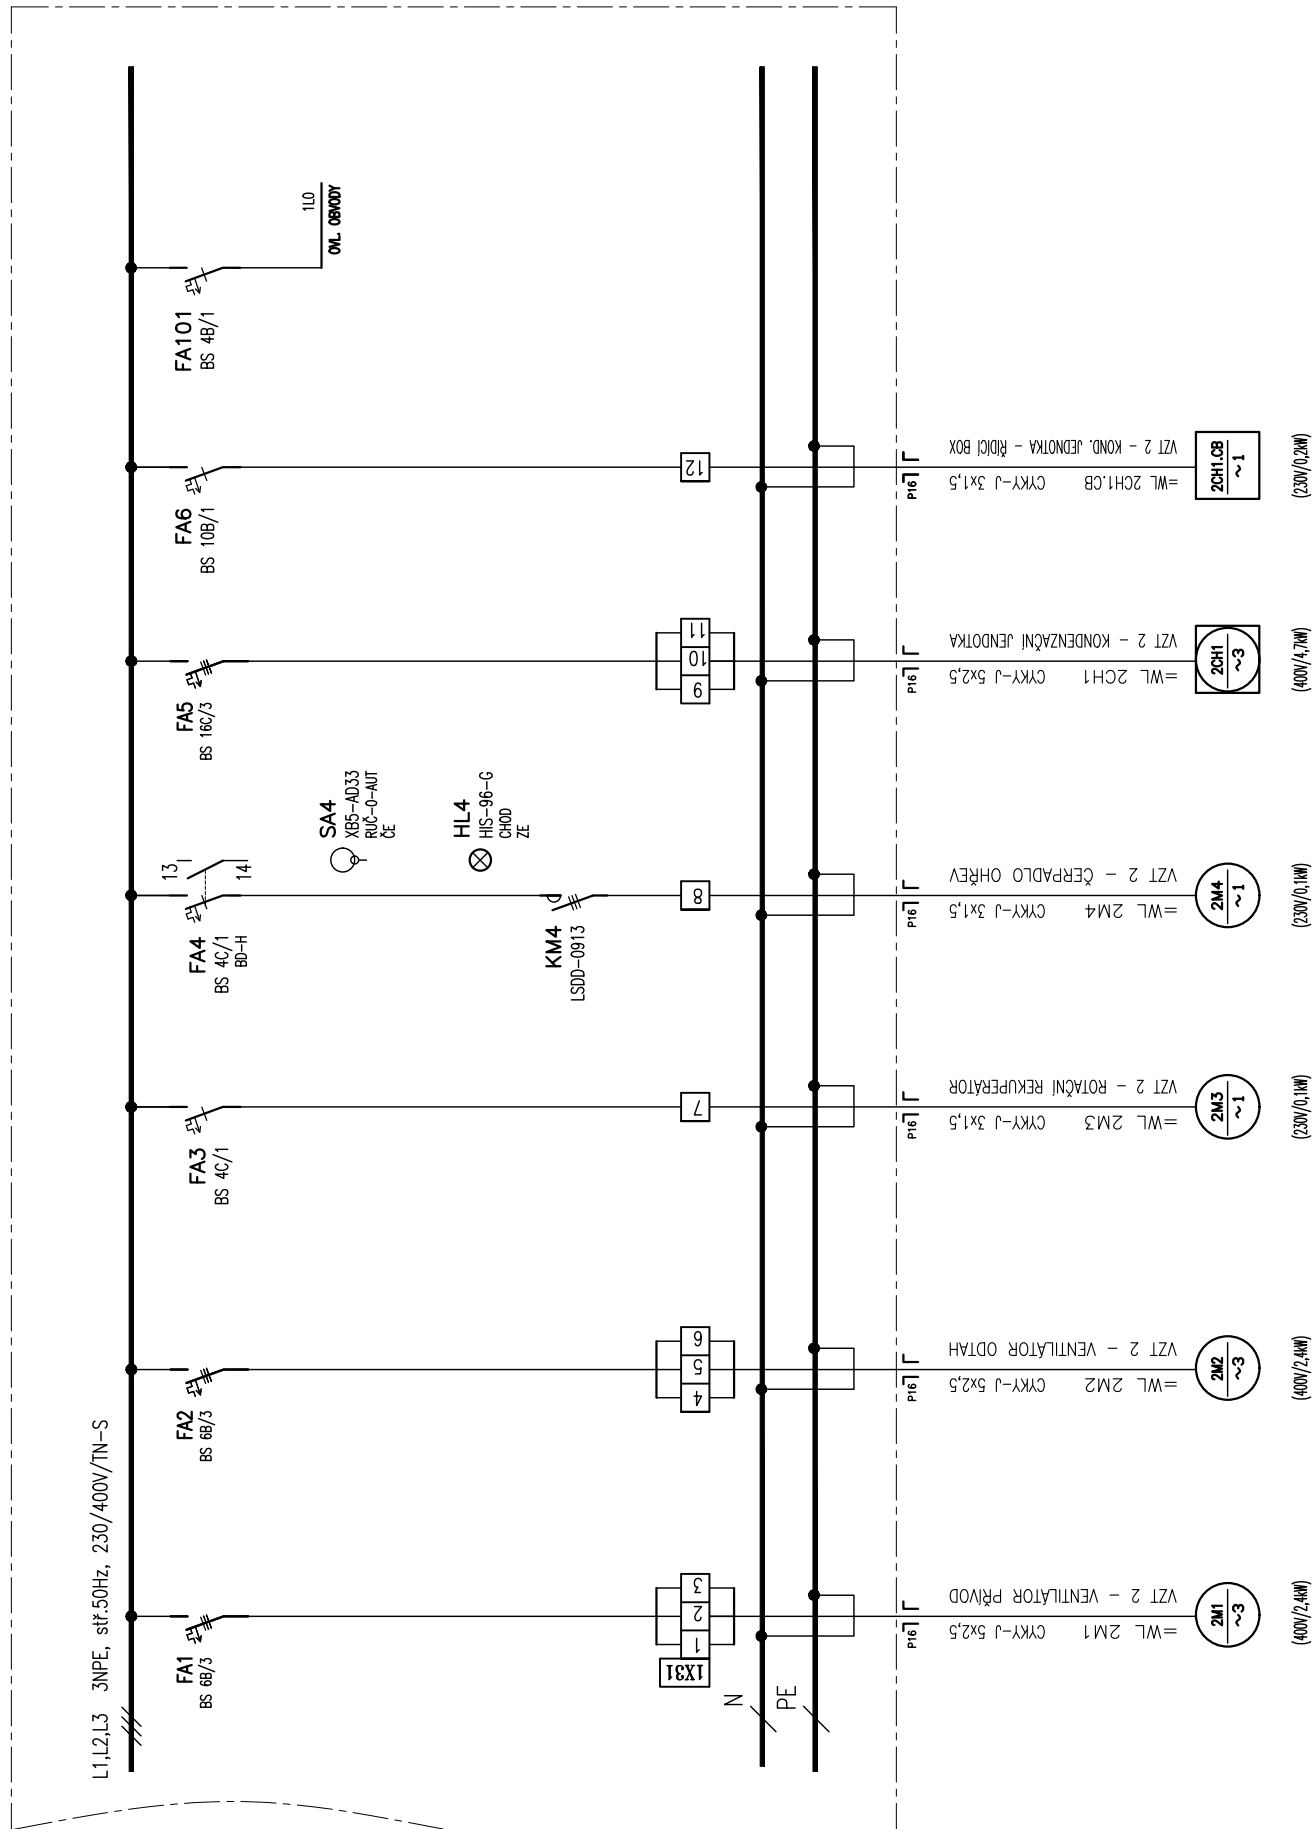 L1,L2,L3 3NPE, stř.50Hz, 230/400V/TN-S
FA1
BS 6B/3
1X31
1
2
3
N
PE
P16
=WL 2M1 CYKY-J 5x2,5
VZT 2 - VENTILÁTOR PŘÍVOD
2M1
~3
(400V/2,4kW)
FA2
BS 6B/3
4
5
6
P16
=WL 2M2 CYKY-J 5x2,5
VZT 2 - VENTILÁTOR ODTAH
2M2
~3
(400V/2,4kW)
FA3
BS 4C/1
7
P16
=WL 2M3 CYKY-J 3x1,5
VZT 2 - ROTAČNÍ REKUPERÁTOR
2M3
~1
(230V/0,1kW)
FA4
BS 4C/1
BD-H
13
14
SA4
XB5-AD33
RUČ-0-AUT
ČE
HL4
HIS-96-G
CHOD
ZE
KM4
LSDD-0913
8
P16
=WL 2M4 CYKY-J 3x1,5
VZT 2 - ČERPADLO OHŘEV
2M4
~1
(230V/0,1kW)
FA5
BS 16C/3
9
10
11
P16
=WL 2CH1 CYKY-J 5x2,5
VZT 2 - KONDENZAČNÍ JENDOTKA
2CH1
~3
(400V/4,7kW)
FA6
BS 10B/1
12
P16
=WL 2CH1.CB CYKY-J 3x1,5
VZT 2 - KOND. JEDNOTKA - ŘÍDÍCÍ BOX
2CH1.CB
~1
(230V/0,2kW)
FA101
BS 4B/1
1L0
OVL. OBVODY